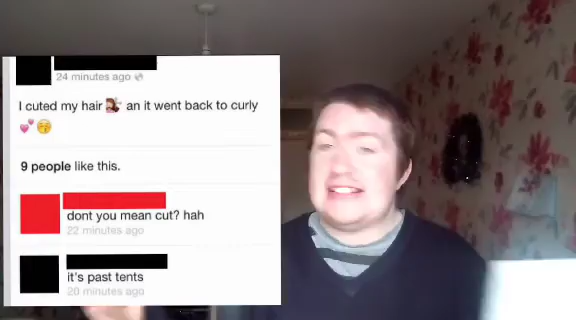 24 minutes ago
I cuted my hair 💇 an it went back to curly
💕😚
9 people like this.
dont you mean cut? hah
22 minutes ago
it's past tents
20 minutes ago